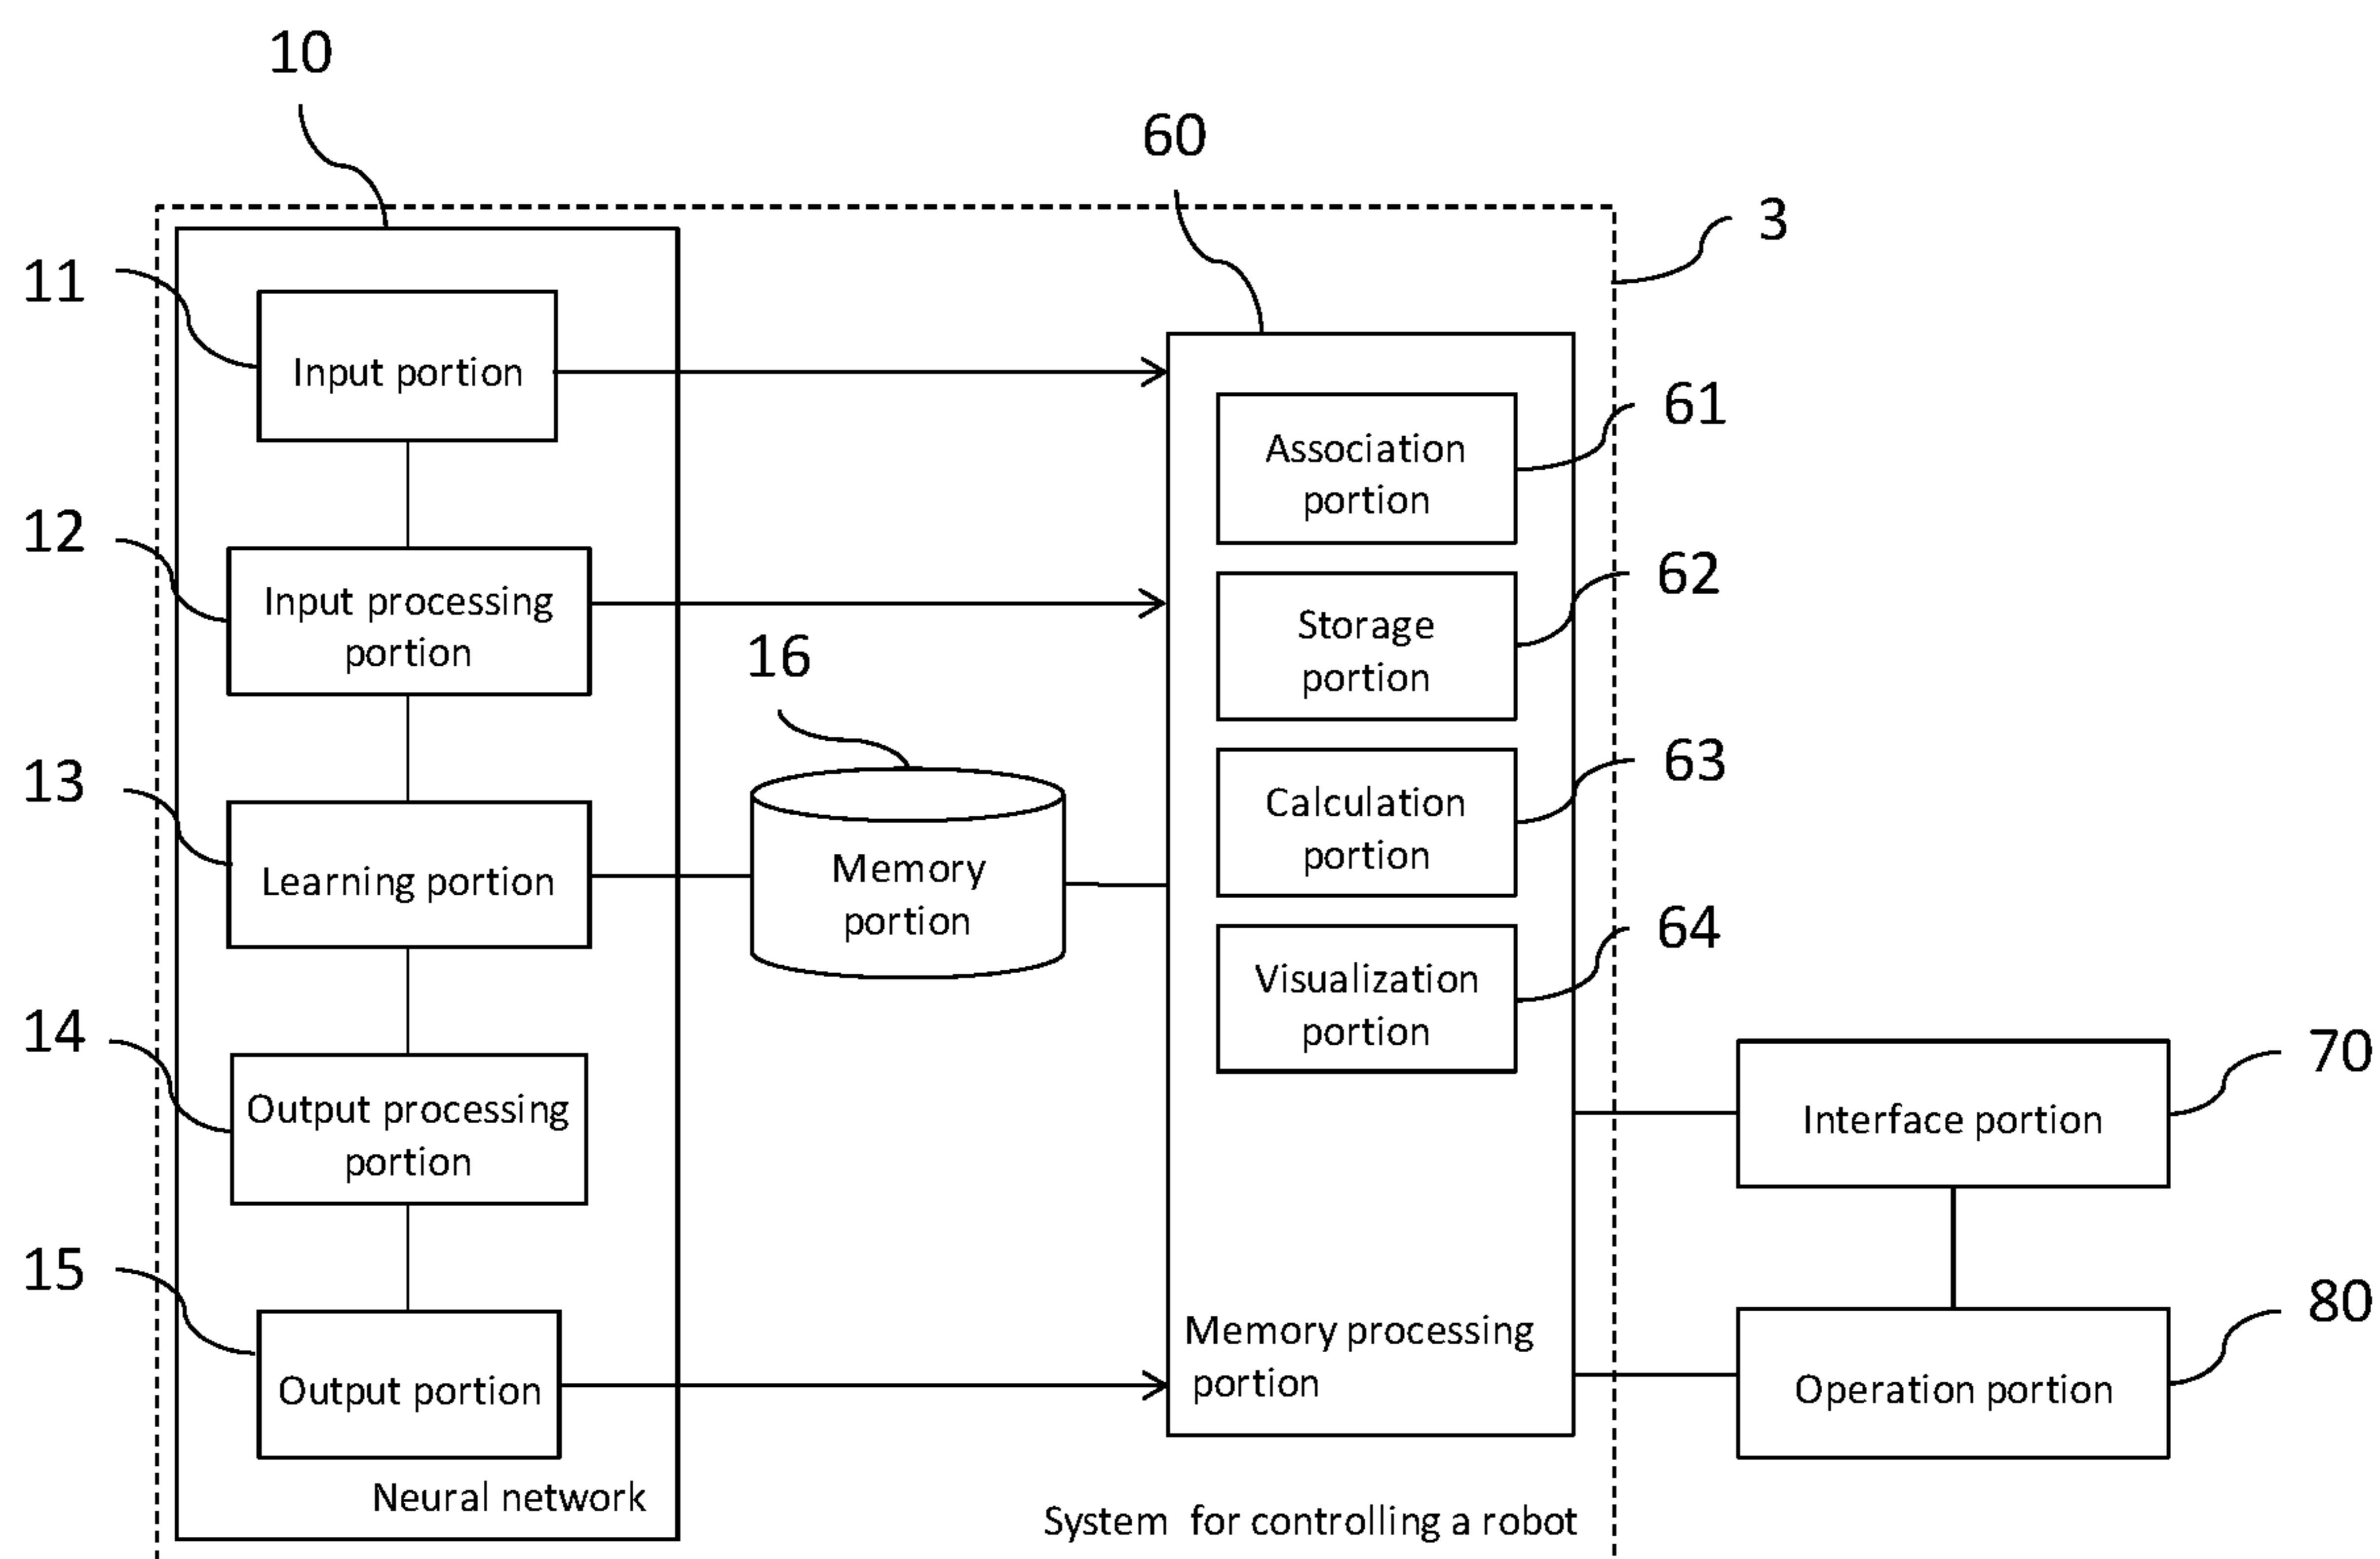 10
60
3
11
Input portion
61
Association
portion
12
Input processing
portion
62
Storage
portion
16
13
Learning portion
Memory
portion
63
Calculation
portion
64
Visualization
portion
14
Output processing
portion
70
Interface portion
15
Output portion
Memory processing
portion
80
Operation portion
Neural network
System for controlling a robot